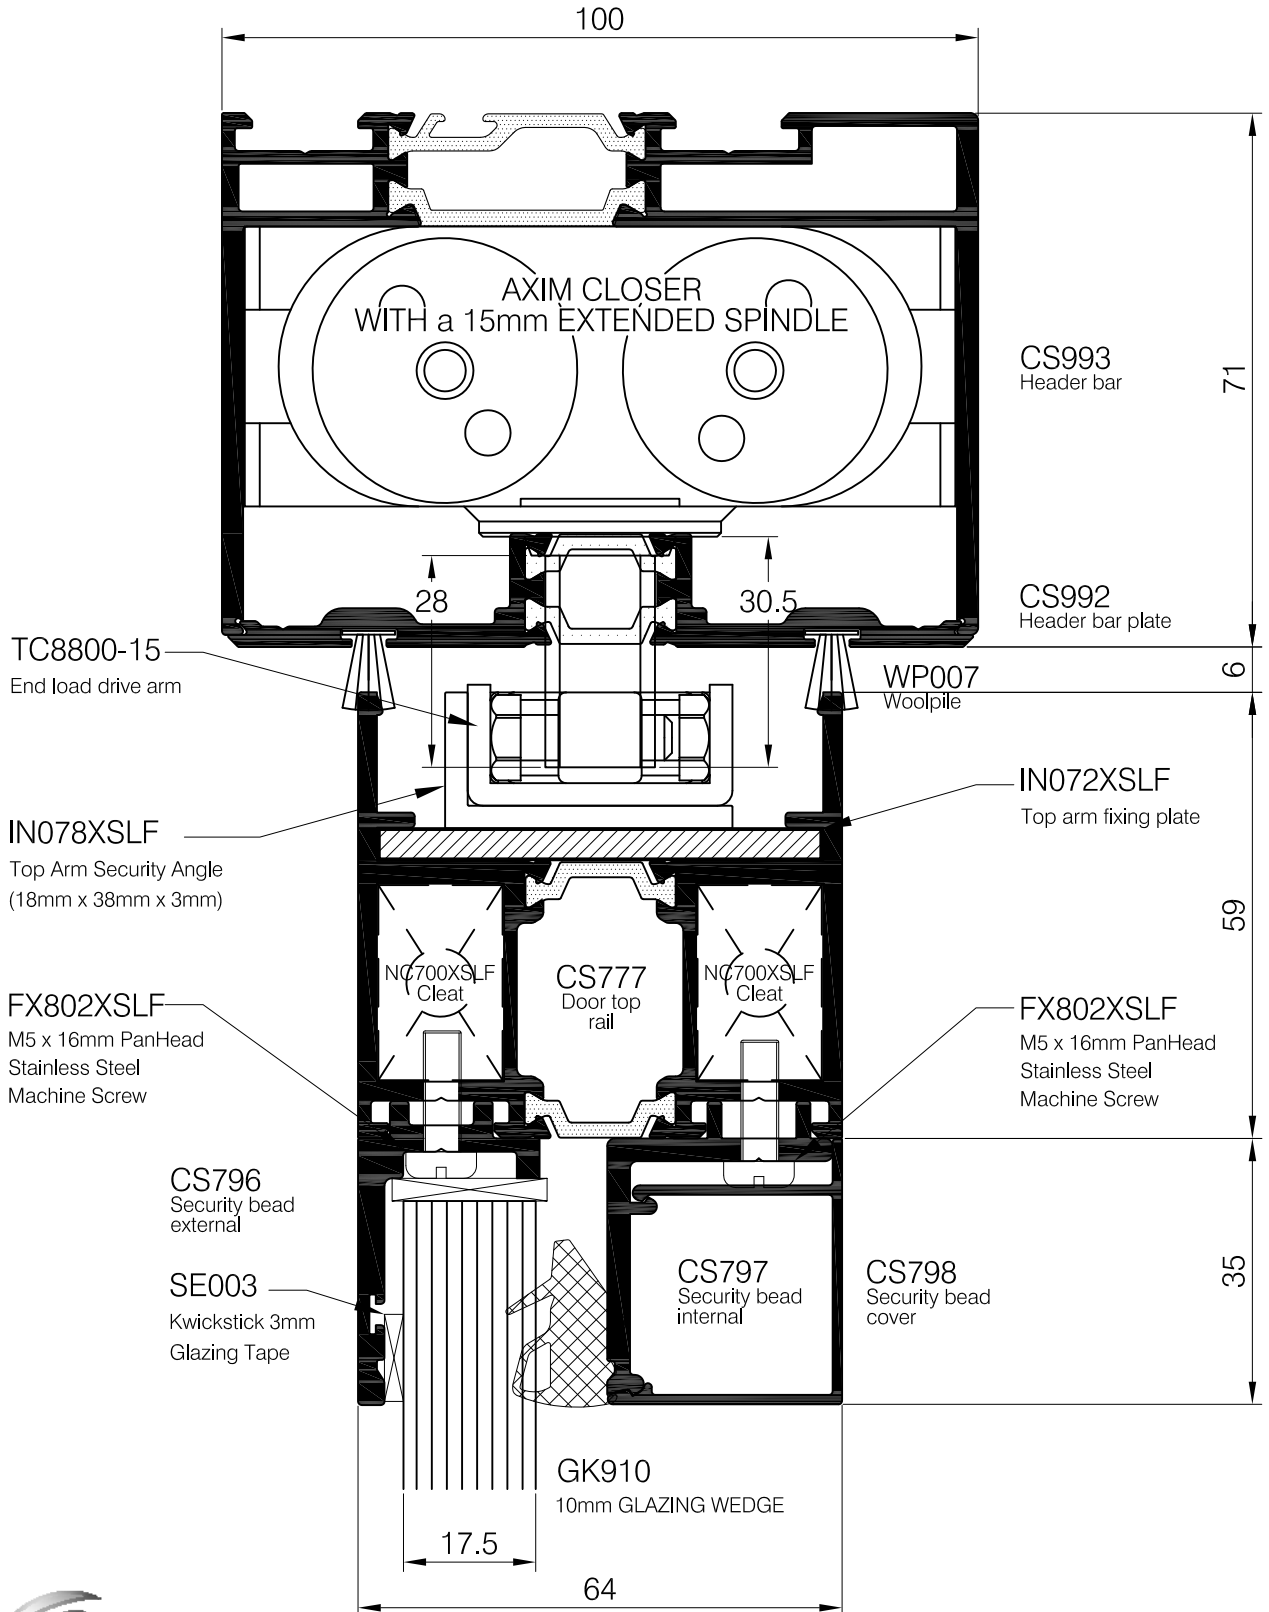 100
AXIM CLOSER
WITH a 15mm EXTENDED SPINDLE
CS993
Header bar
71
28
30.5
CS992
Header bar plate
TC8800-15
End load drive arm
WP007
Woolpile
6
IN072XSLF
Top arm fixing plate
IN078XSLF
Top Arm Security Angle
(18mm x 38mm x 3mm)
59
NC700XSLF
Cleat
CS777
Door top
rail
NC700XSLF
Cleat
FX802XSLF
M5 x 16mm PanHead
Stainless Steel
Machine Screw
FX802XSLF
M5 x 16mm PanHead
Stainless Steel
Machine Screw
CS796
Security bead
external
SE003
Kwickstick 3mm
Glazing Tape
CS797
Security bead
internal
CS798
Security bead
cover
35
GK910
10mm GLAZING WEDGE
17.5
64